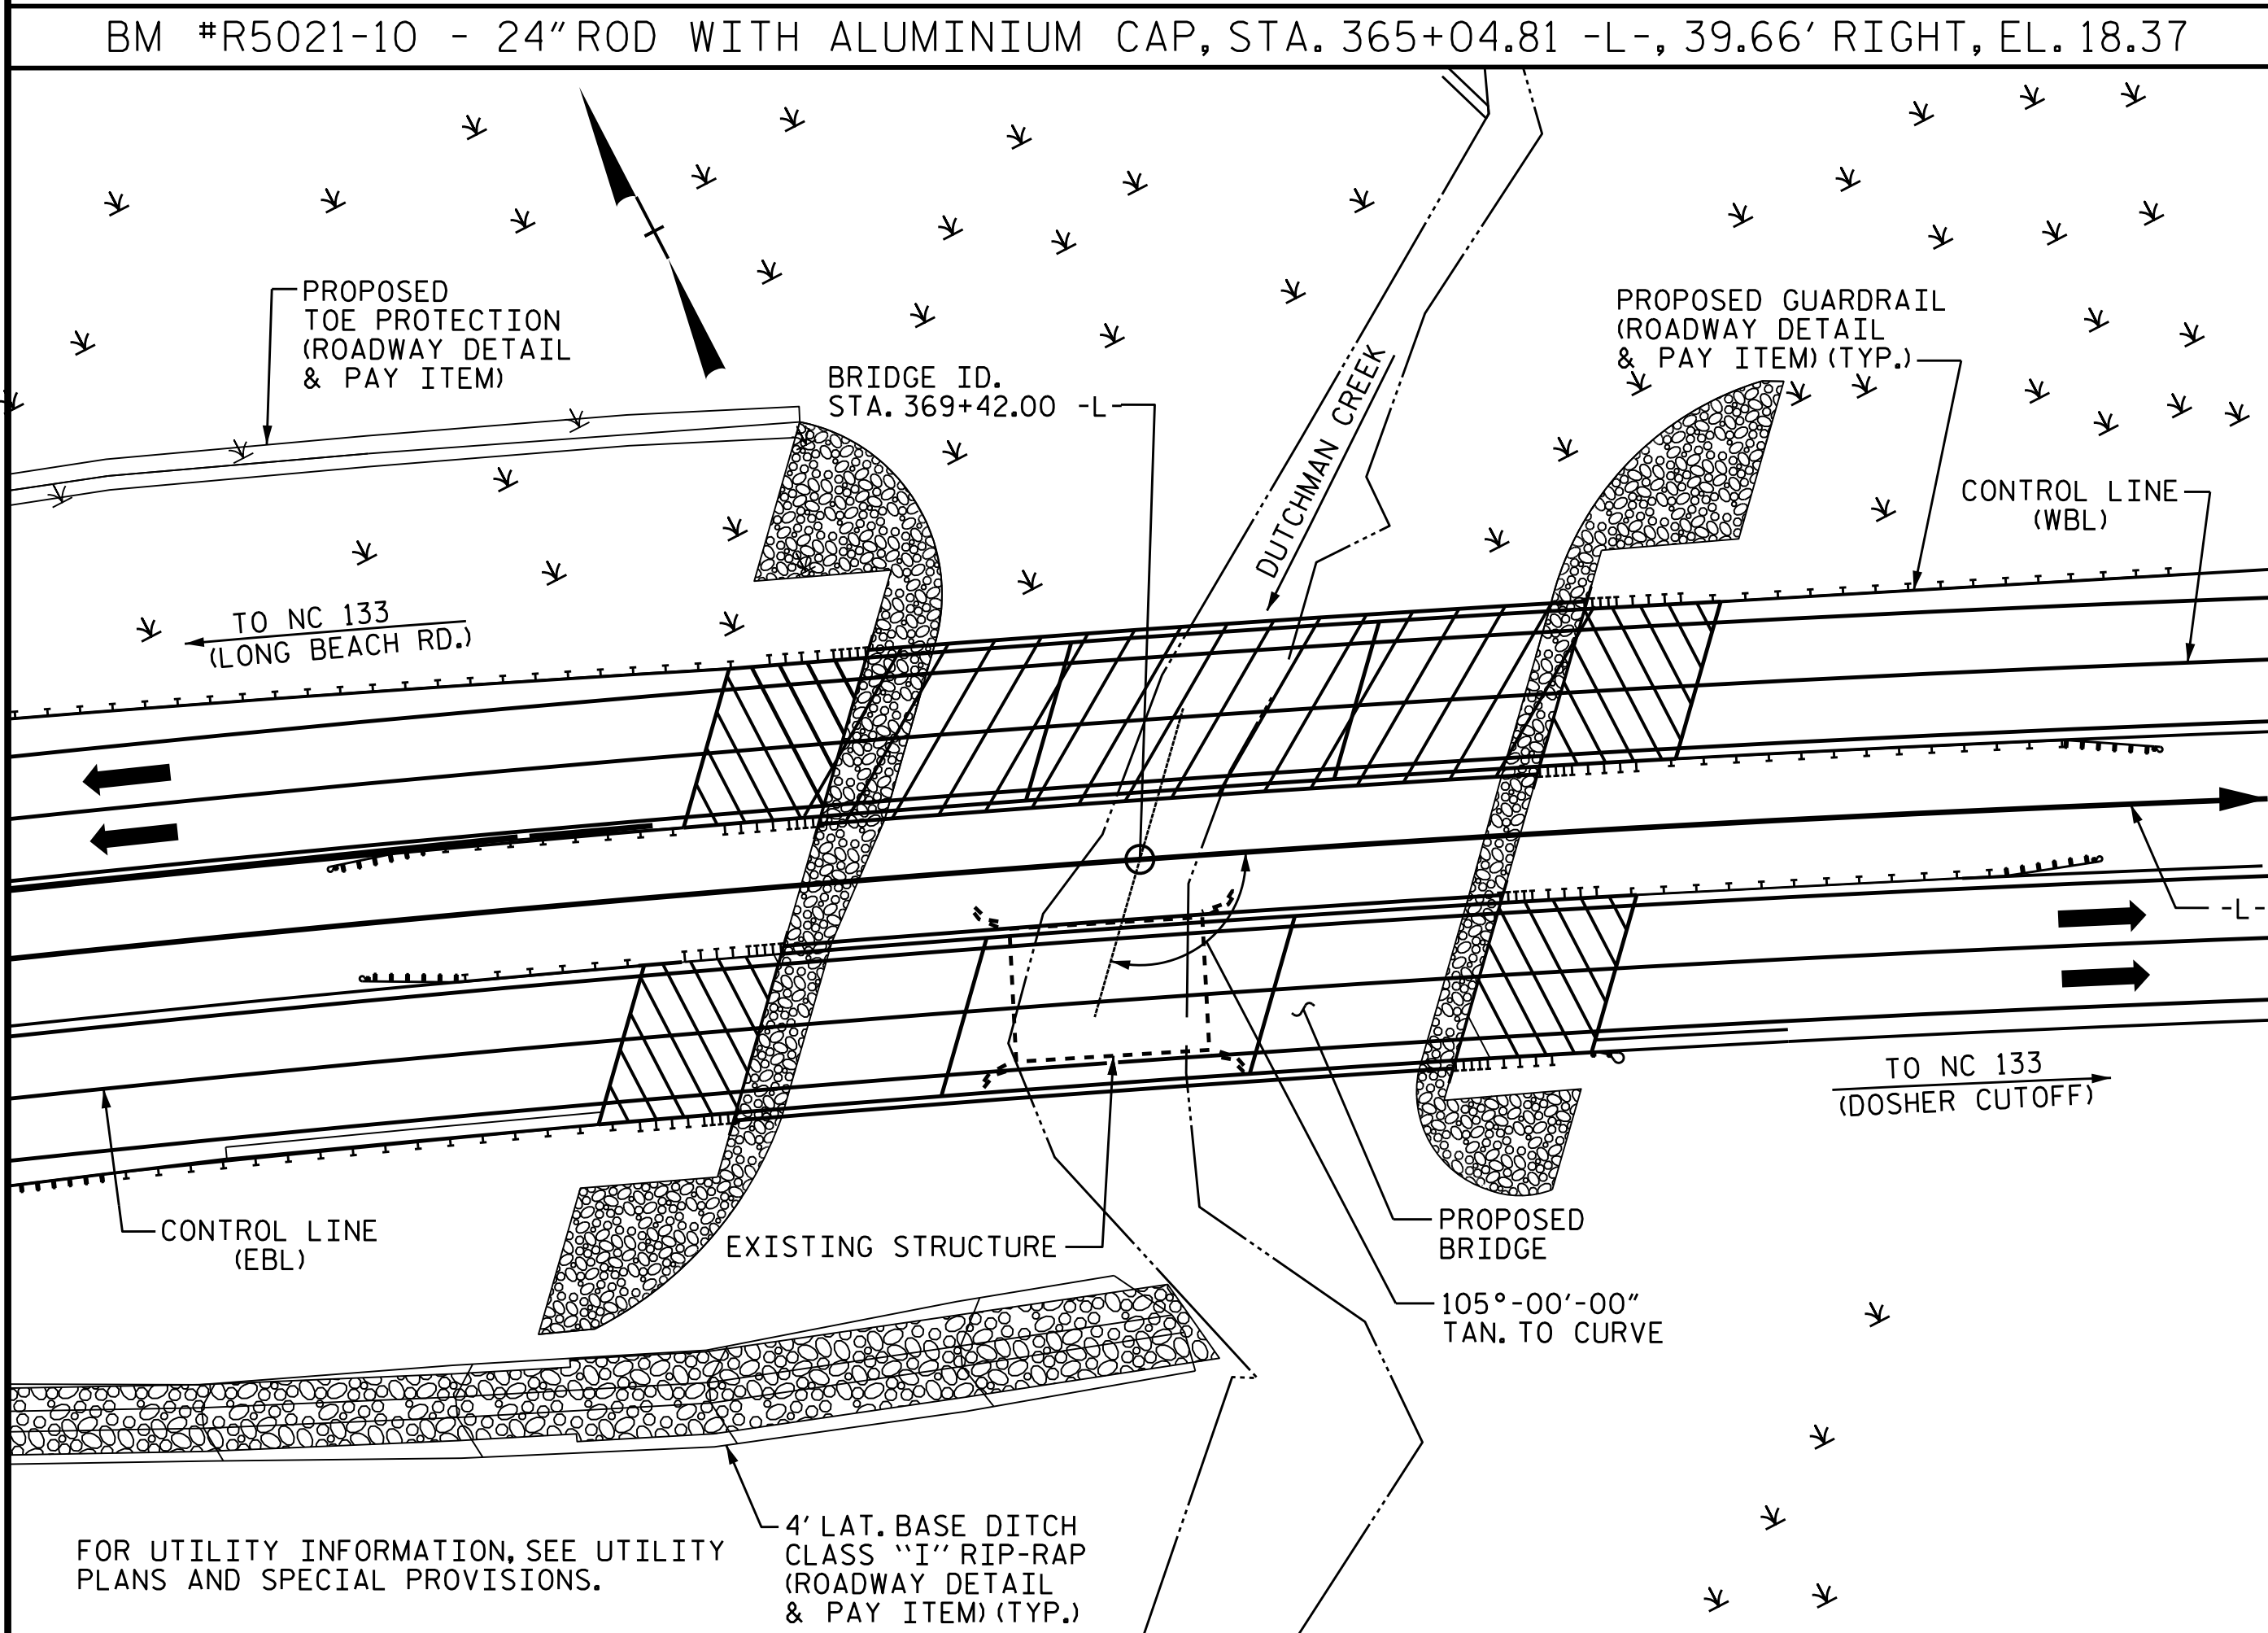 BM #R5021-10 - 24" ROD WITH ALUMINIUM CAP, STA. 365+04.81 -L-, 39.66' RIGHT, EL. 18.37
PROPOSED
TOE PROTECTION
(ROADWAY DETAIL
& PAY ITEM)
BRIDGE ID.
STA. 369+42.00 -L-
DUTCHMAN CREEK
PROPOSED GUARDRAIL
(ROADWAY DETAIL
& PAY ITEM) (TYP.)
CONTROL LINE
(WBL)
TO NC 133
(LONG BEACH RD.)
-L-
TO NC 133
(DOSHER CUTOFF)
CONTROL LINE
(EBL)
EXISTING STRUCTURE
PROPOSED
BRIDGE
105°-00'-00"
TAN. TO CURVE
4' LAT. BASE DITCH
CLASS "I" RIP-RAP
(ROADWAY DETAIL
& PAY ITEM) (TYP.)
FOR UTILITY INFORMATION, SEE UTILITY
PLANS AND SPECIAL PROVISIONS.